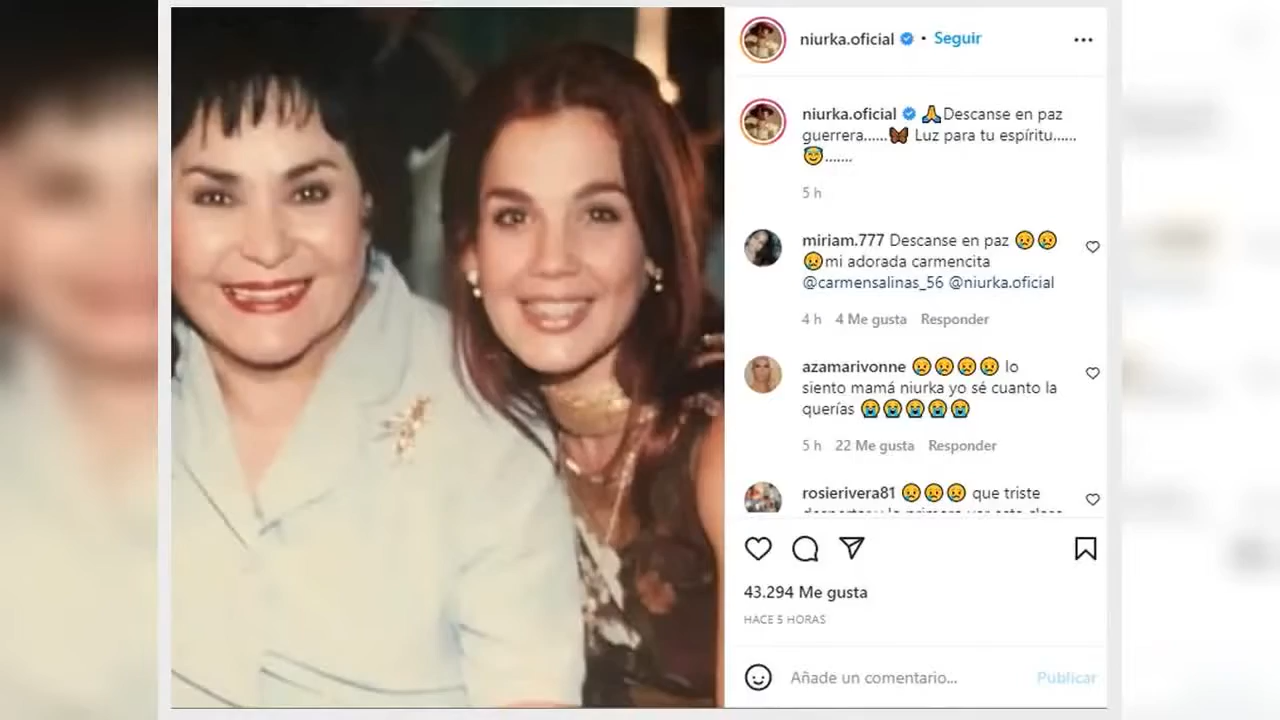 niurka.oficial • Seguir
niurka.oficial 🙏Descanse en paz
guerrera......🦋 Luz para tu espíritu......
😇.......
5 h
miriam.777 Descanse en paz 😢😢
😢mi adorada carmencita
@carmensalinas_56 @niurka.oficial
4 h 4 Me gusta Responder
azamarivonne 😢😢😢😢 lo
siento mamá niurka yo sé cuanto la
querías 😭😭😭😭😭
5 h 22 Me gusta Responder
rosierivera81 😢😢😢 que triste
43.294 Me gusta
HACE 5 HORAS
Añade un comentario...
Publicar